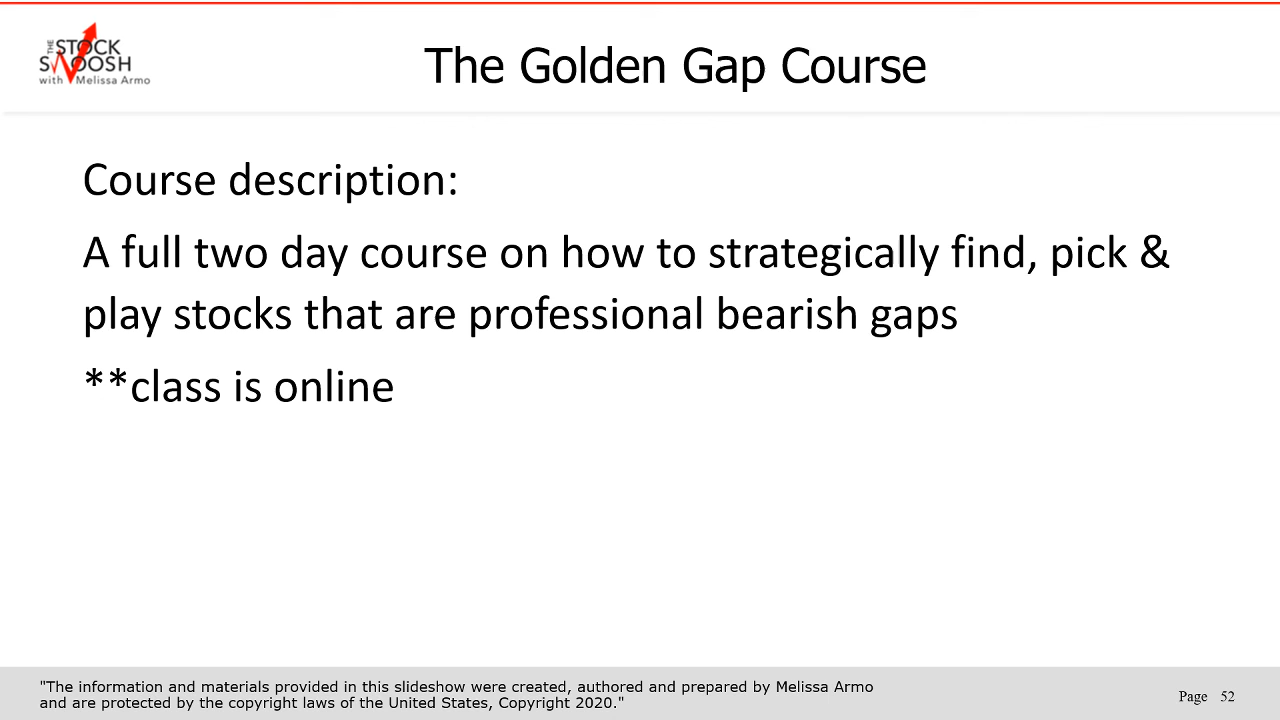 THE STOCK
SWOOSH
with Melissa Armo
The Golden Gap Course
Course description:
A full two day course on how to strategically find, pick &
play stocks that are professional bearish gaps
**class is online
"The information and materials provided in this slideshow were created, authored and prepared by Melissa Armo
and are protected by the copyright laws of the United States, Copyright 2020."
Page 52